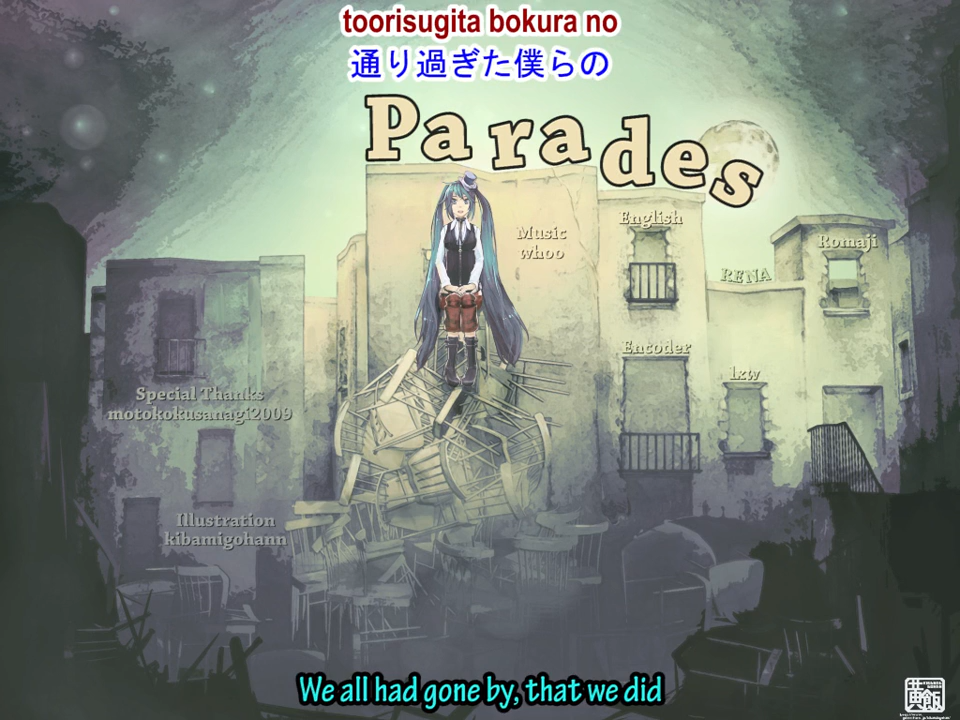 toorisugita bokura no
通り過ぎた僕らの
Parades
Music
whoo
English
Romaji
RENA
Encoder
1xw
Special Thanks
motokokusanagi2009
Illustration
kibamigohann
We all had gone by, that we did